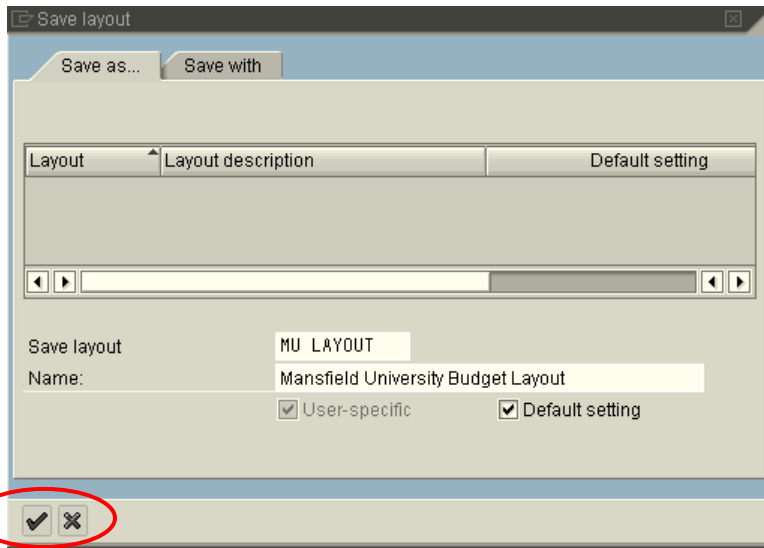 Save layout
Save as... Save with
Layout Layout description Default setting
Save layout MU LAYOUT
Name: Mansfield University Budget Layout
User-specific Default setting